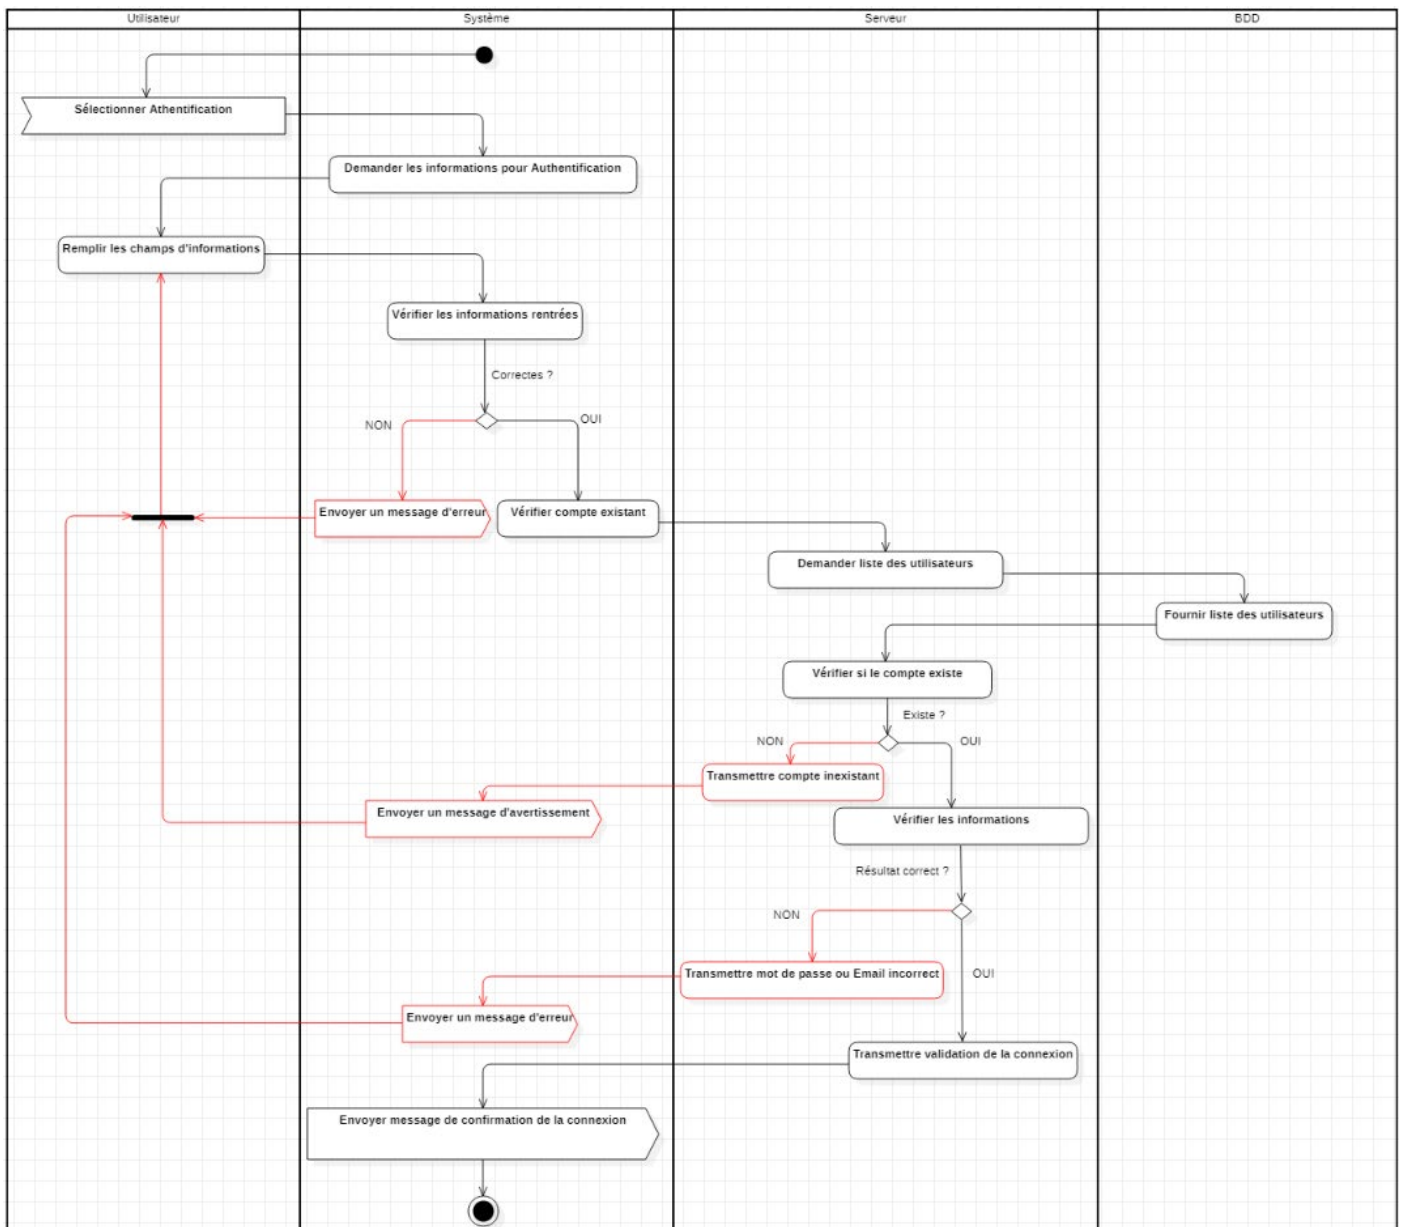 Utilisateur
Système
Serveur
BDD
Sélectionner Athentification
Demander les informations pour Authentification
Remplir les champs d'informations
Vérifier les informations rentrées
Correctes ?
NON
OUI
Envoyer un message d'erreur
Vérifier compte existant
Demander liste des utilisateurs
Fournir liste des utilisateurs
Vérifier si le compte existe
Existe ?
NON
OUI
Transmettre compte inexistant
Envoyer un message d'avertissement
Vérifier les informations
Résultat correct ?
NON
OUI
Transmettre mot de passe ou Email incorrect
Envoyer un message d'erreur
Transmettre validation de la connexion
Envoyer message de confirmation de la connexion